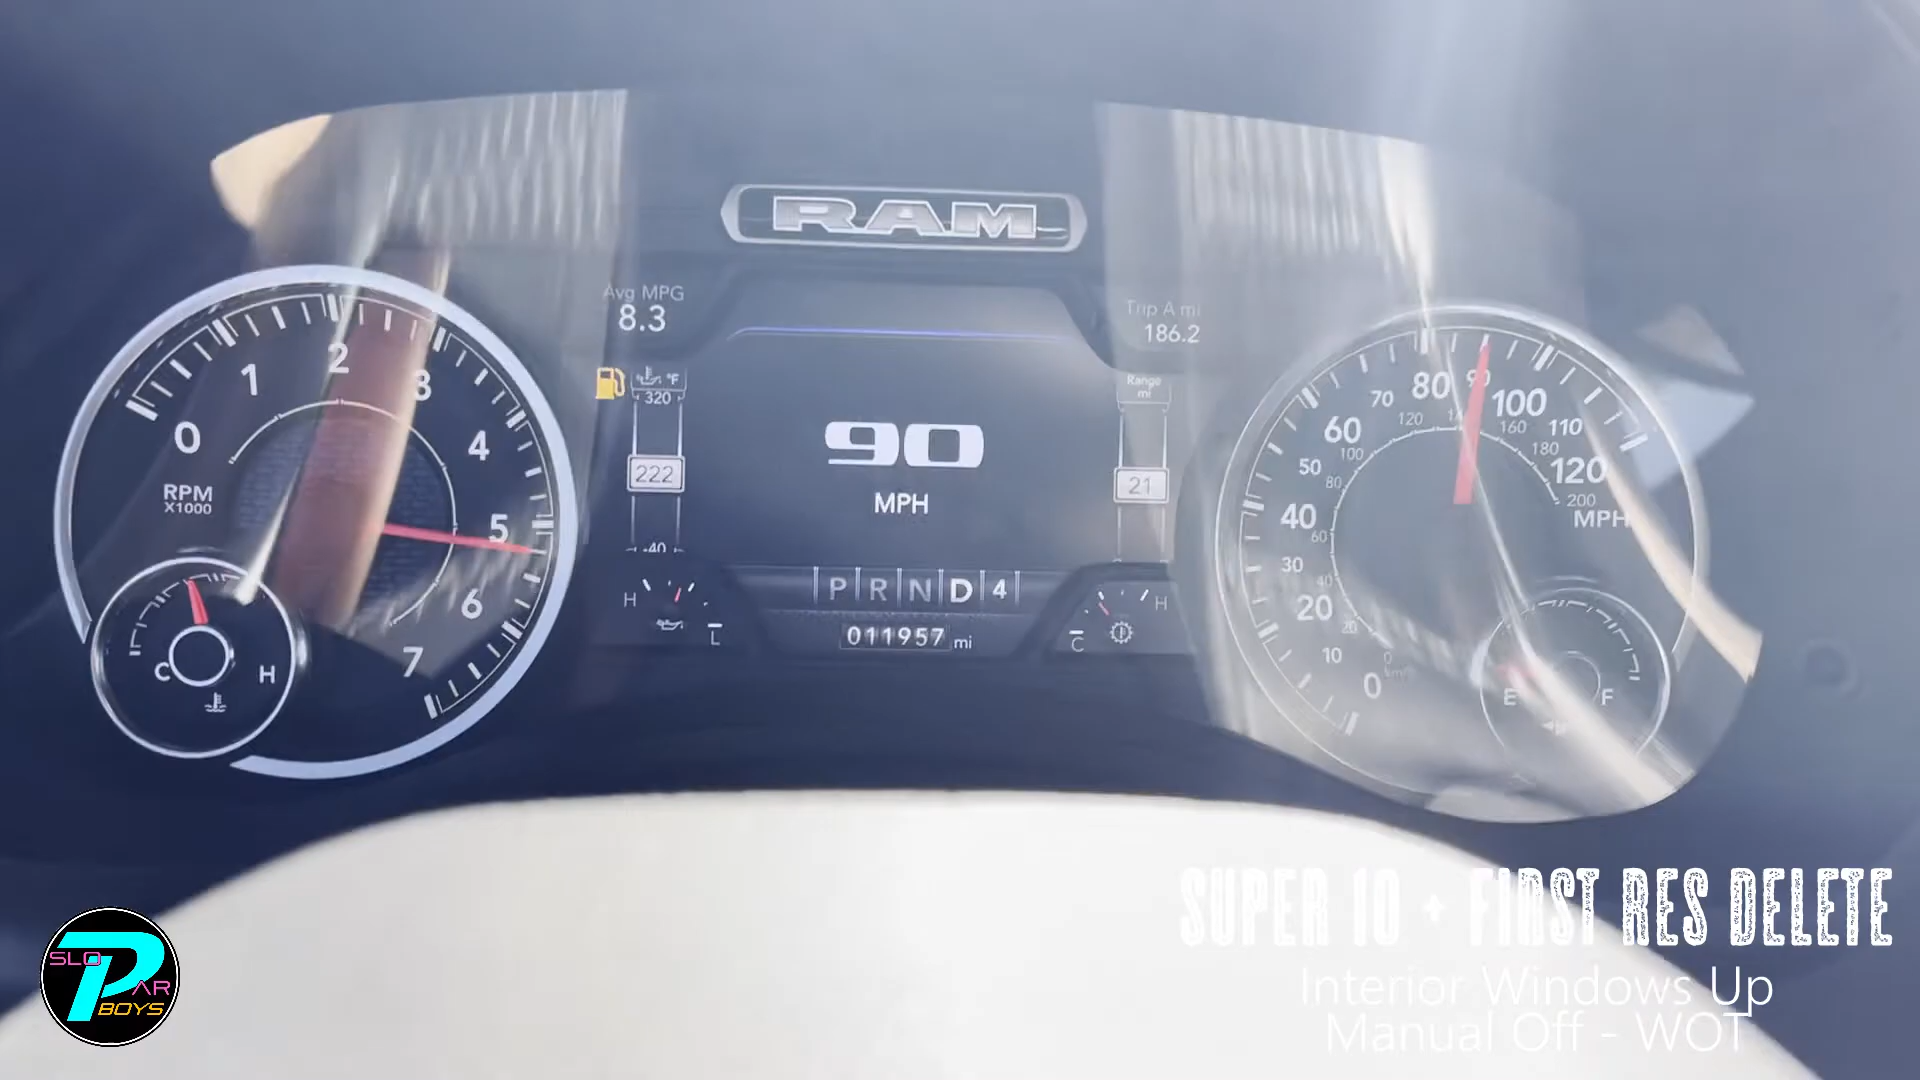 RAM
Avg MPG
8.3
Trip A mi
186.2
0
1
2
3
4
5
6
7
RPM
X1000
C
H
°F
320
222
-40
H
L
90
MPH
P R N D 4
011957 mi
Range
mi
21
C
H
0
10
20
30
40
50
60
70
80
90
100
110
120
MPH
20
40
60
80
100
120
160
180
200
E
F
SUPER 10 + FIRST RES DELETE
Interior Windows Up
Manual Off - WOT
SLO
PAR
BOYS